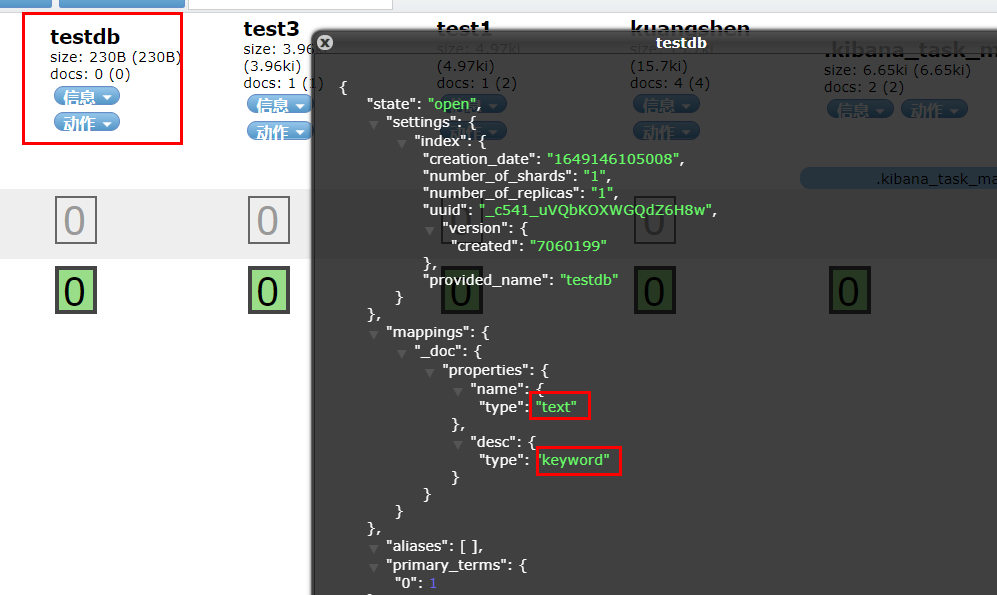 testdb
size: 230B (230B)
docs: 0 (0)
信息
动作
test3
size: 3.96
(3.96ki)
docs: 1 (1)
信息
动作
test1
size: 4.97ki
(4.97ki)
docs: 1 (2)
kuangshen
(15.7ki)
docs: 4 (4)
信息
动作
.kibana_task_ma
size: 6.65ki (6.65ki)
docs: 2 (2)
信息
动作
.kibana_task_ma
0
0
0
0
0
0
0
0
testdb
{
"state": "open",
"settings": {
"index": {
"creation_date": "1649146105008",
"number_of_shards": "1",
"number_of_replicas": "1",
"uuid": "_c541_uVQbKOXWGQdZ6H8w",
"version": {
"created": "7060199"
},
"provided_name": "testdb"
}
},
"mappings": {
"_doc": {
"properties": {
"name": {
"type": "text"
},
"desc": {
"type": "keyword"
}
}
}
},
"aliases": [ ],
"primary_terms": {
"0": 1